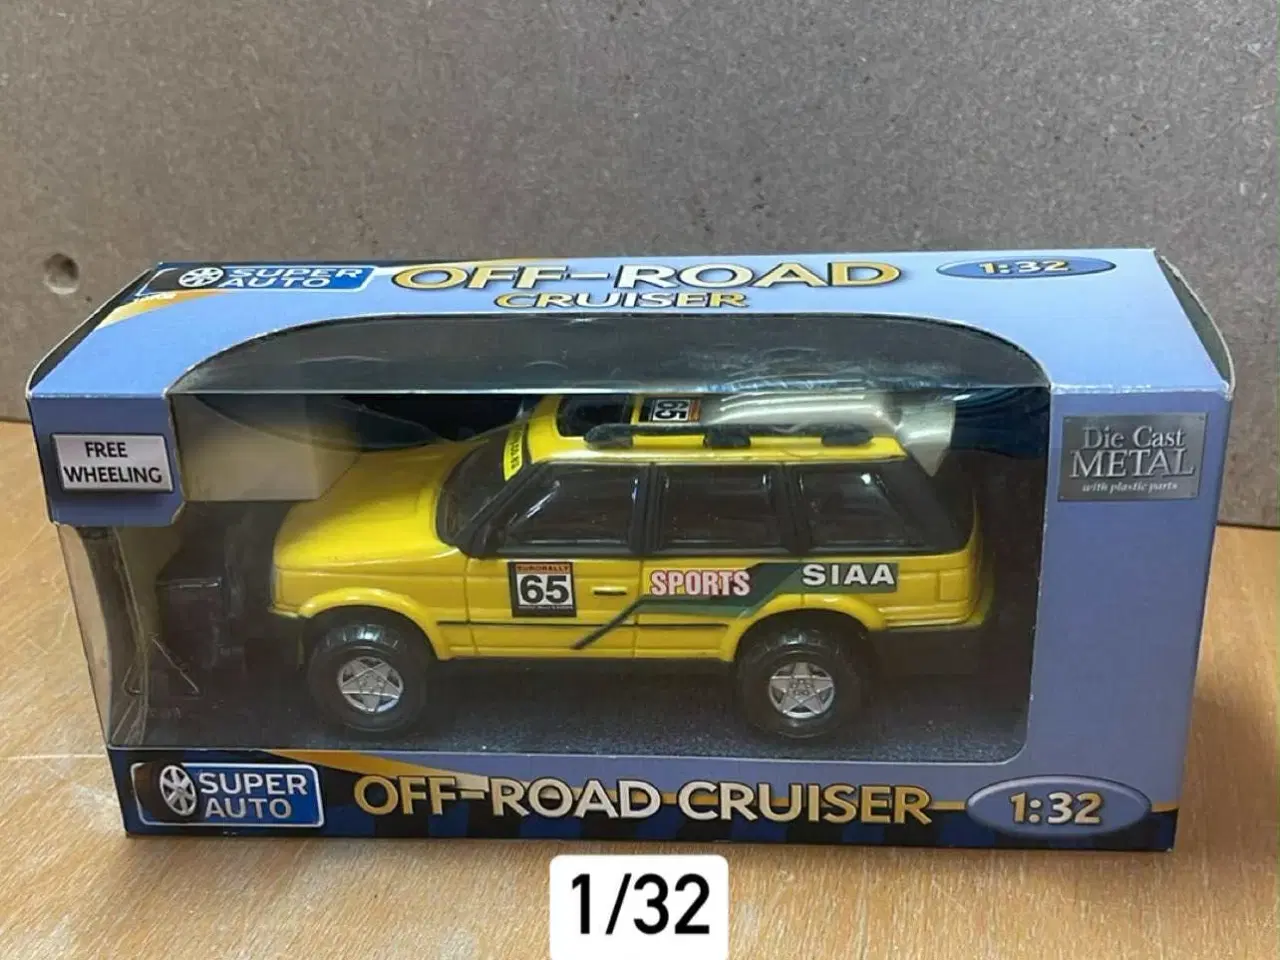 SUPER
AUTO
OFF-ROAD
CRUISER
1:32
FREE
WHEELING
Die Cast
METAL
with plastic parts
65
EURORALLY
65
SPORTS
SIAA
SUPER
AUTO
OFF-ROAD CRUISER
1:32
1/32